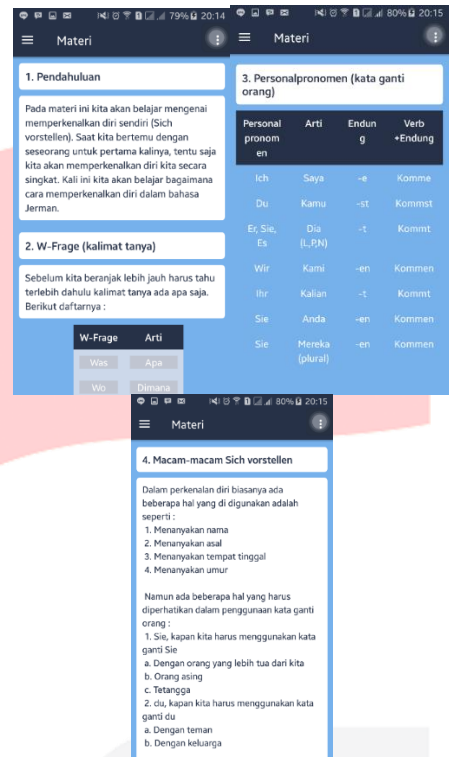 79% 20:14
Materi
1. Pendahuluan
Pada materi ini kita akan belajar mengenai
memperkenalkan diri sendiri (Sich
vorstellen). Saat kita bertemu dengan
seseorang untuk pertama kalinya, tentu saja
kita akan memperkenalkan diri kita secara
singkat. Kali ini kita akan belajar bagaimana
cara memperkenalkan diri dalam bahasa
Jerman.
2. W-Frage (kalimat tanya)
Sebelum kita beranjak lebih jauh harus tahu
terlebih dahulu kalimat tanya ada apa saja.
Berikut daftarnya :
W-Frage Arti
Was Apa
Wo Dimana
80% 20:15
Materi
3. Personalpronomen (kata ganti
orang)
Personal Arti Endun Verb
pronom g +Endung
en
Ich Saya -e Komme
Du Kamu -st Kommst
Er, Sie, Dia -t Kommt
Es (L,P,N)
Wir Kami -en Kommen
Ihr Kalian -t Kommt
Sie Anda -en Kommen
Sie Mereka -en Kommen
(plural)
80% 20:15
Materi
4. Macam-macam Sich vorstellen
Dalam perkenalan diri biasanya ada
beberapa hal yang di digunakan adalah
seperti :
1. Menanyakan nama
2. Menanyakan asal
3. Menanyakan tempat tinggal
4. Menanyakan umur
Namun ada beberapa hal yang harus
diperhatikan dalam penggunaan kata ganti
orang :
1. Sie, kapan kita harus menggunakan kata
ganti Sie
a. Dengan orang yang lebih tua dari kita
b. Orang asing
c. Tetangga
2. du, kapan kita harus menggunakan kata
ganti du
a. Dengan teman
b. Dengan keluarga